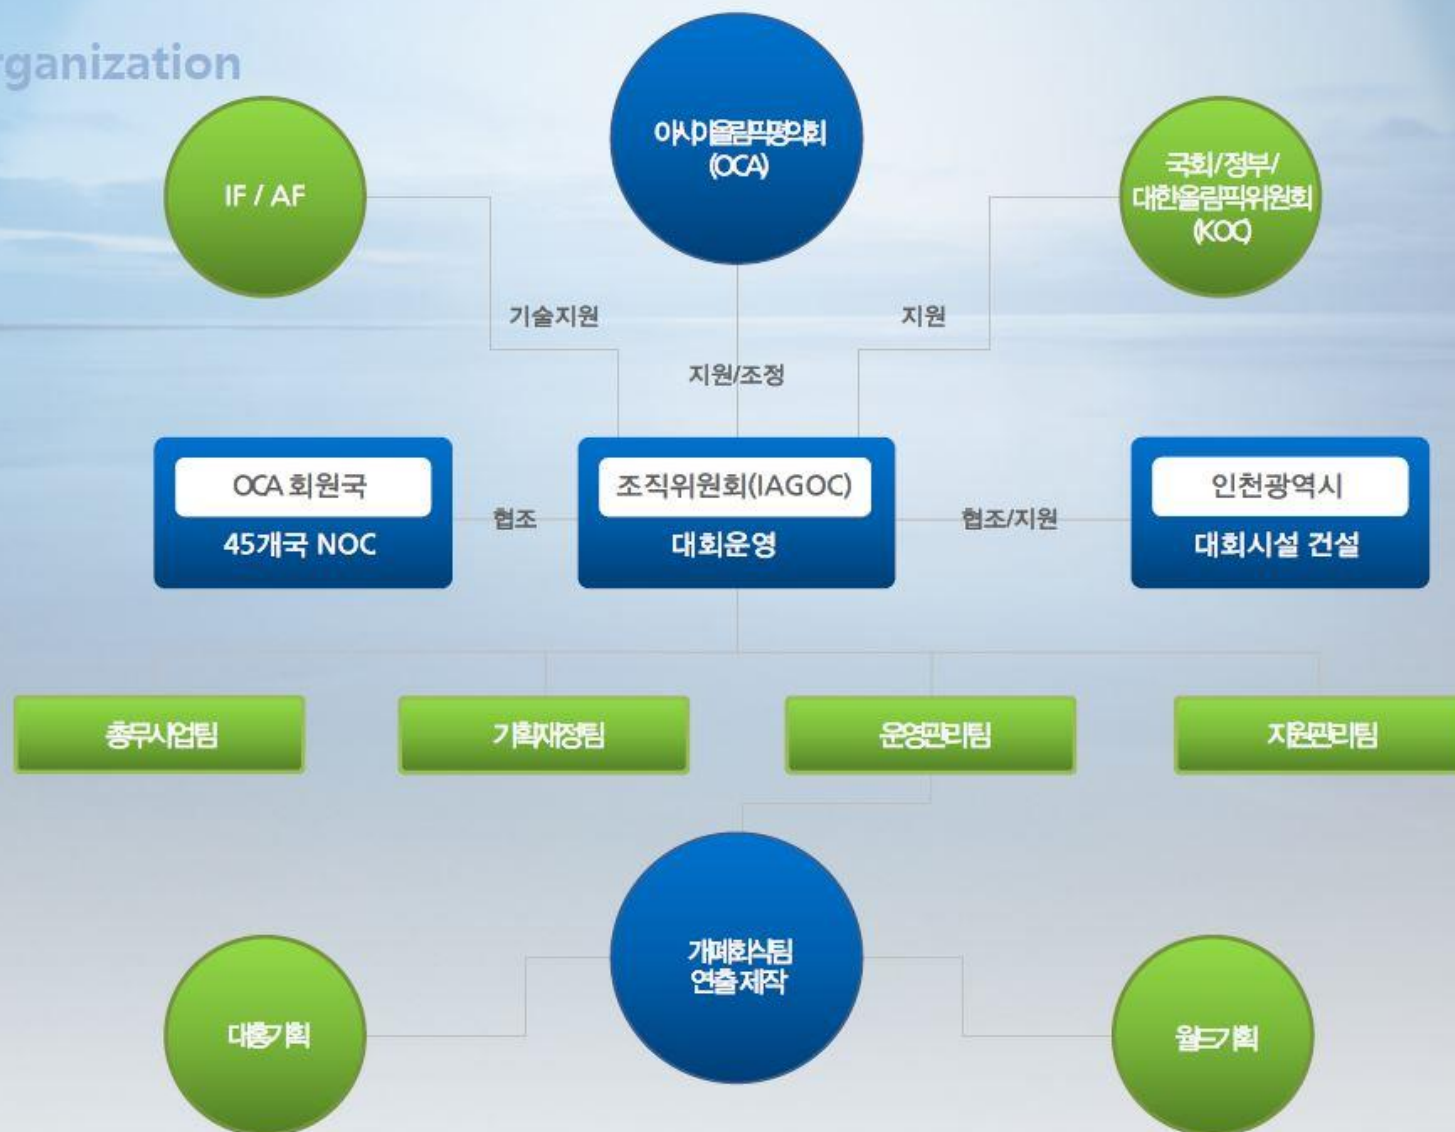 rganization
아시아올림픽평의회
(OCA)
IF / AF
국회/정부/
대한올림픽위원회
(KOC)
기술지원
지원
지원/조정
OCA 회원국
45개국 NOC
협조
조직위원회(IAGOC)
대회운영
협조/지원
인천광역시
대회시설 건설
총무사업팀
기획재정팀
운영관리팀
지원관리팀
개폐회식팀
연출 제작
대홍기획
월드기획